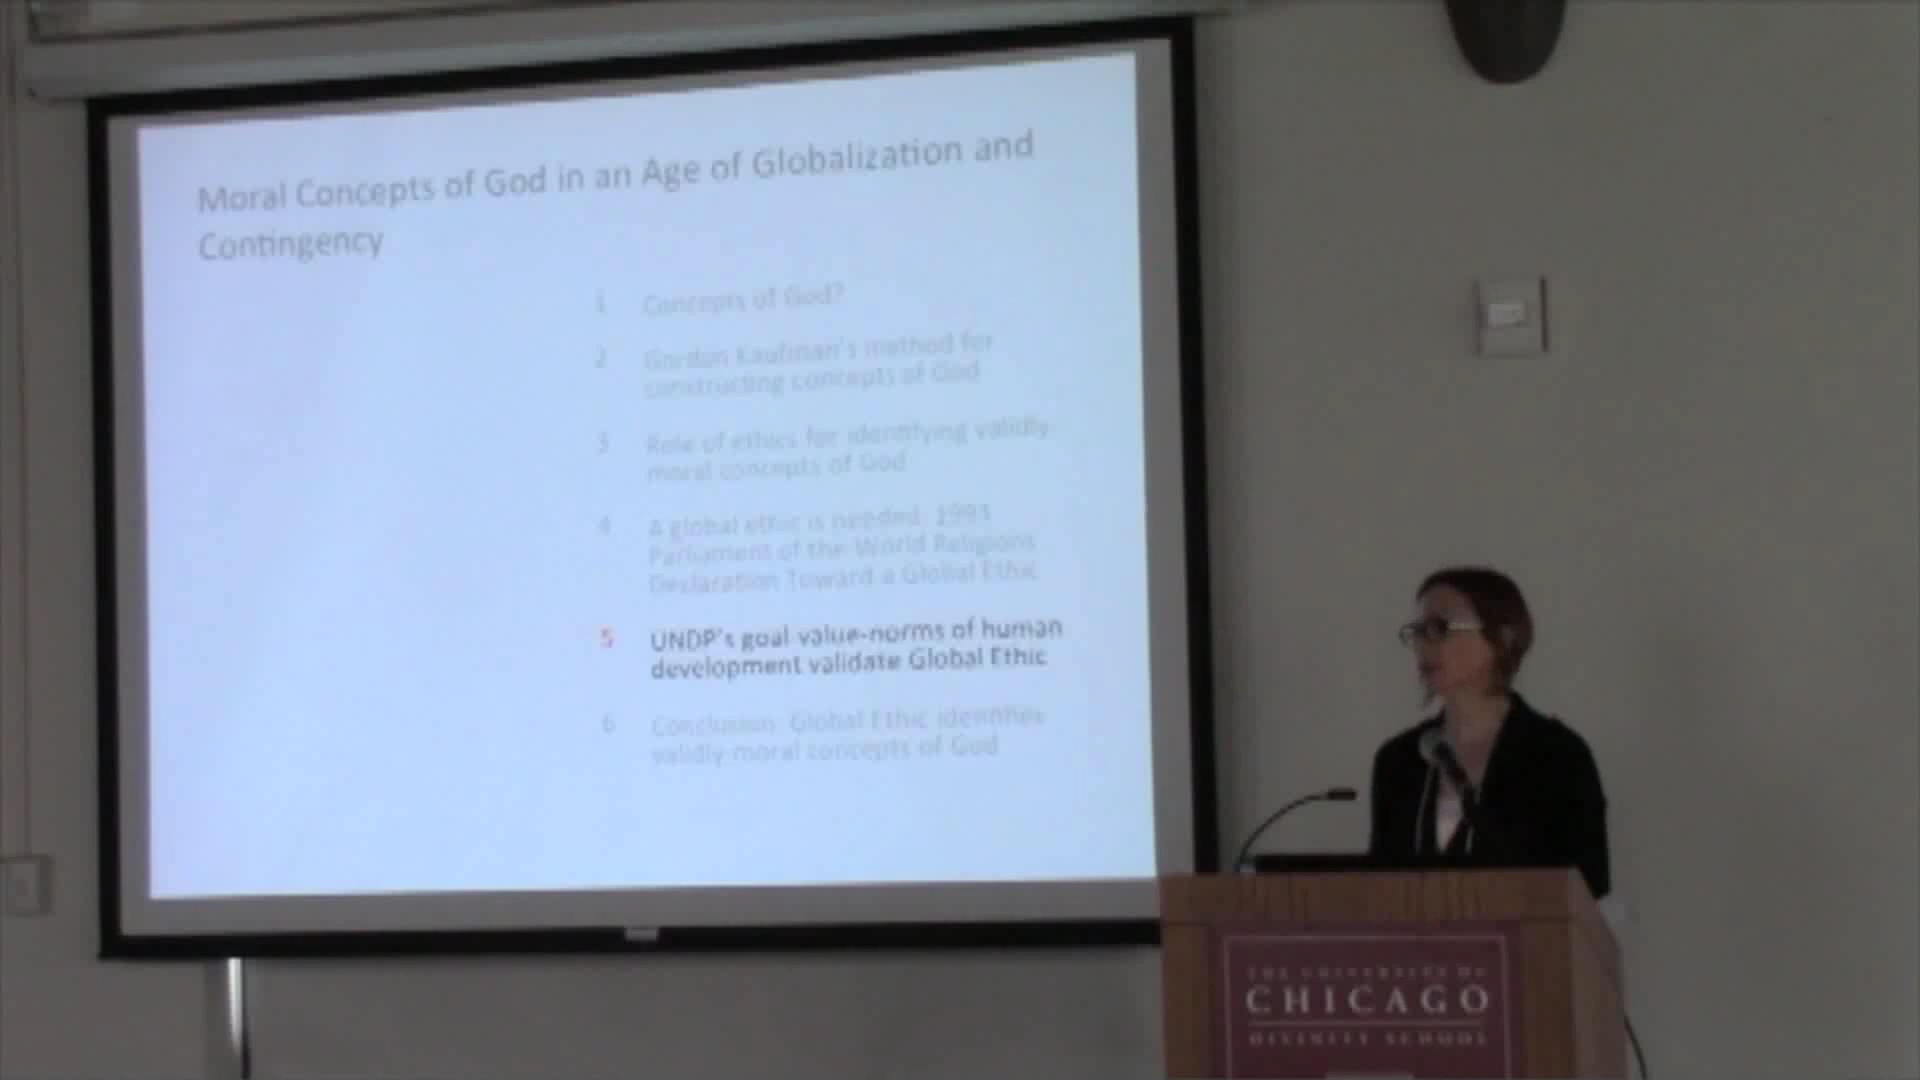 Moral Concepts of God in an Age of Globalization and
Contingency
1 Concepts of God?
2 Gordon Kaufman's method for
constructing concepts of God
3 Role of ethics for identifying validly
moral concepts of God
4 A global ethic is needed: 1993
Parliament of the World Religions
Declaration Toward a Global Ethic
5 UNDP's goal value-norms of human
development validate Global Ethic
6 Conclusion: Global Ethic identifies
validly moral concepts of God
THE UNIVERSITY OF
CHICAGO
DIVINITY SCHOOL